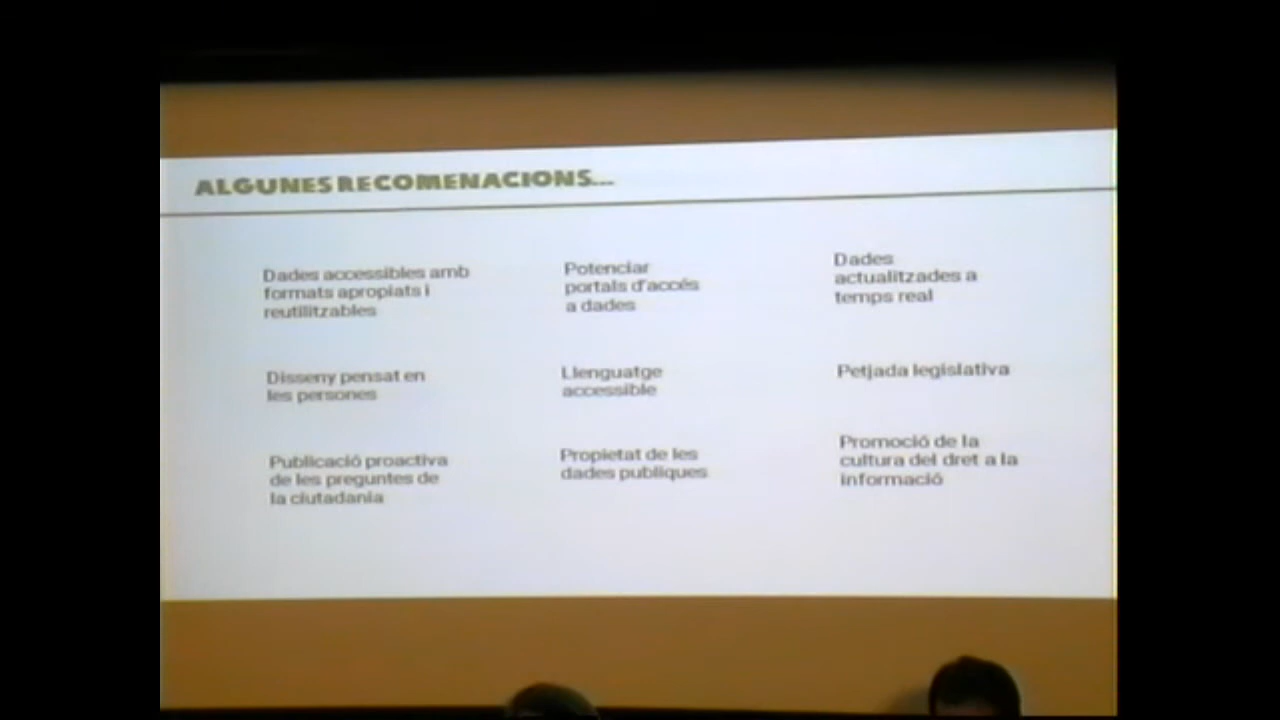 ALGUNES RECOMENACIONS...
Dades accessibles amb
formats apropiats i
reutilitzables
Potenciar
portals d'accés
a dades
Dades
actualitzades a
temps real
Disseny pensat en
les persones
Llenguatge
accessible
Petjada legislativa
Publicació proactiva
de les preguntes de
la ciutadania
Propietat de les
dades publiques
Promoció de la
cultura del dret a la
informació